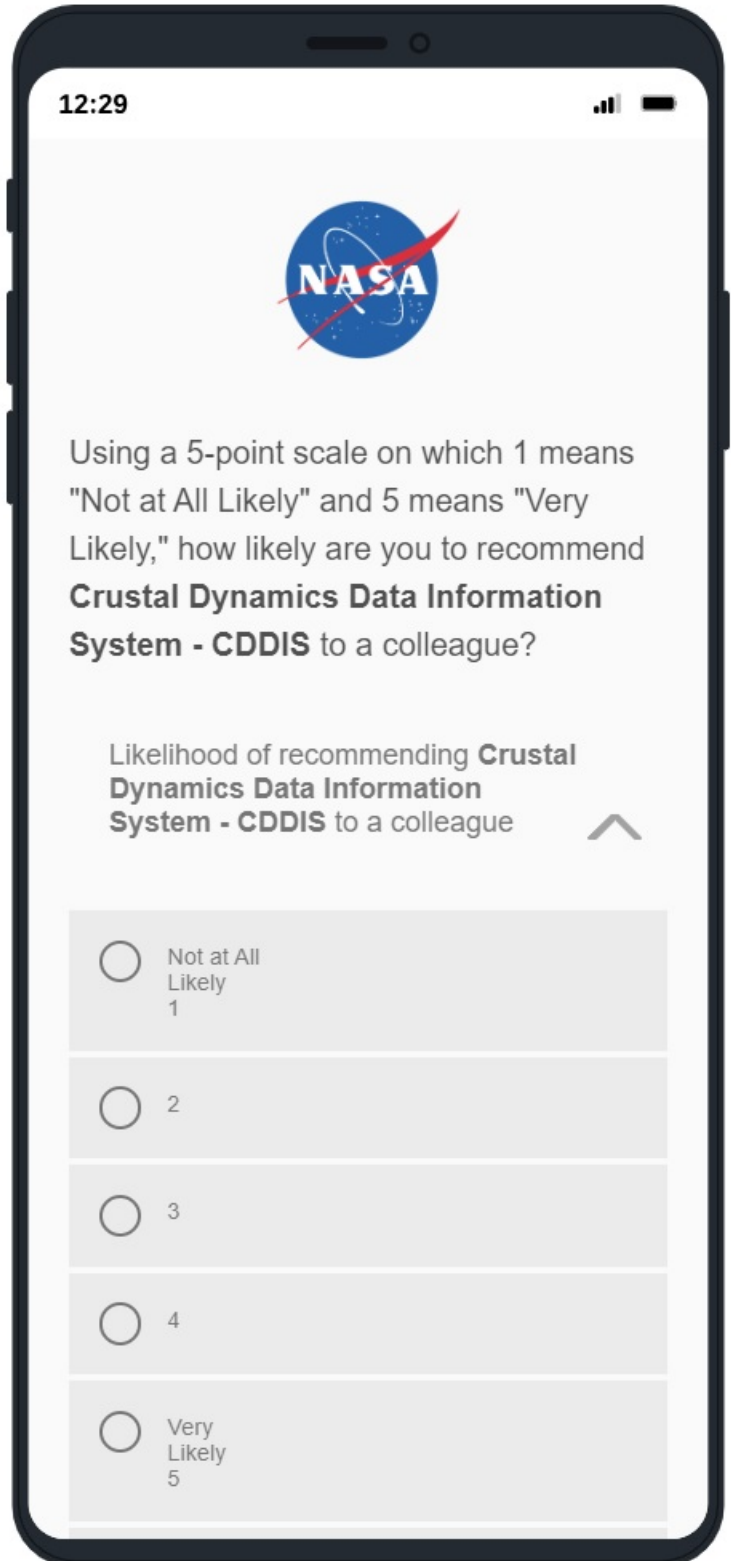 12:29
NASA
Using a 5-point scale on which 1 means
"Not at All Likely" and 5 means "Very
Likely," how likely are you to recommend
Crustal Dynamics Data Information
System - CDDIS to a colleague?
Likelihood of recommending Crustal
Dynamics Data Information
System - CDDIS to a colleague
Not at All
Likely
1
2
3
4
Very
Likely
5